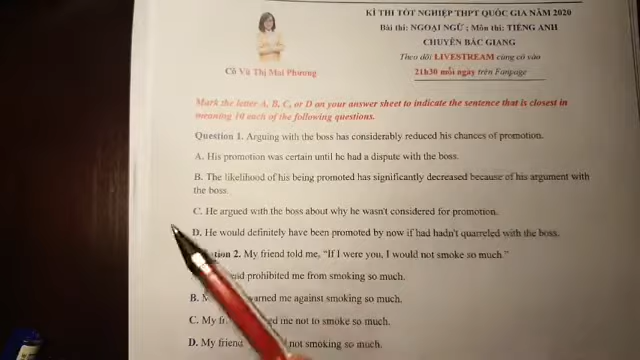 KÌ THI TỐT NGHIỆP THPT QUỐC GIA NĂM 2020
Bài thi: NGOẠI NGỮ ; Môn thi: TIẾNG ANH
CHUYÊN BẮC GIANG
Theo dõi LIVESTREAM cùng cô vào
21h30 mỗi ngày trên Fanpage
Cô Vũ Thị Mai Phương
Mark the letter A, B, C, or D on your answer sheet to indicate the sentence that is closest in
meaning to each of the following questions.
Question 1. Arguing with the boss has considerably reduced his chances of promotion.
A. His promotion was certain until he had a dispute with the boss.
B. The likelihood of his being promoted has significantly decreased because of his argument with
the boss.
C. He argued with the boss about why he wasn't considered for promotion.
D. He would definitely have been promoted by now if had hadn't quarreled with the boss.
2. My friend told me, “If I were you, I would not smoke so much.”
prohibited me from smoking so much.
B. warned me against smoking so much.
C. My me not to smoke so much.
D. My friend not smoking so much.